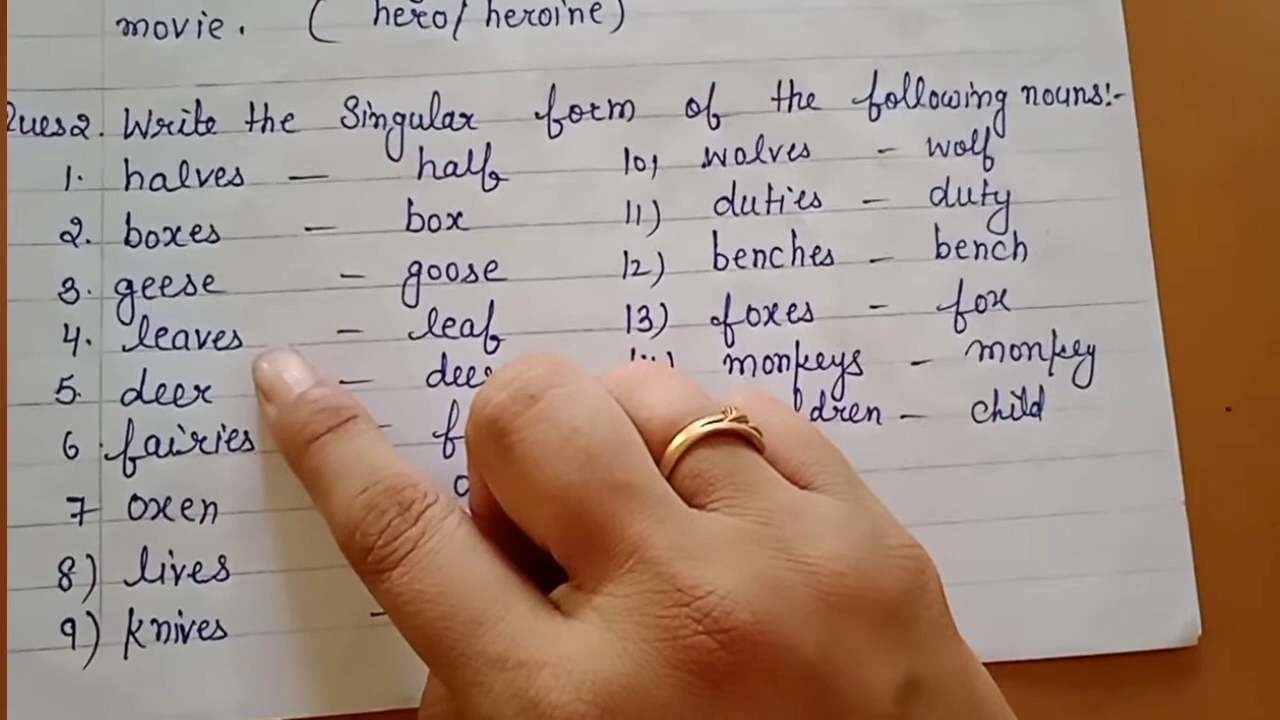 movie. ( hero/ heroine)
Ques2. Write the Singular form of the following nouns:-
1. halves - half
2. boxes - box
3. geese - goose
4. leaves - leaf
5. deer
6. fairies
7 oxen
8) lives
9) knives -
10) wolves - wolf
11) duties - duty
12) benches - bench
13) foxes - fox
monkeys - monkey
dren - child